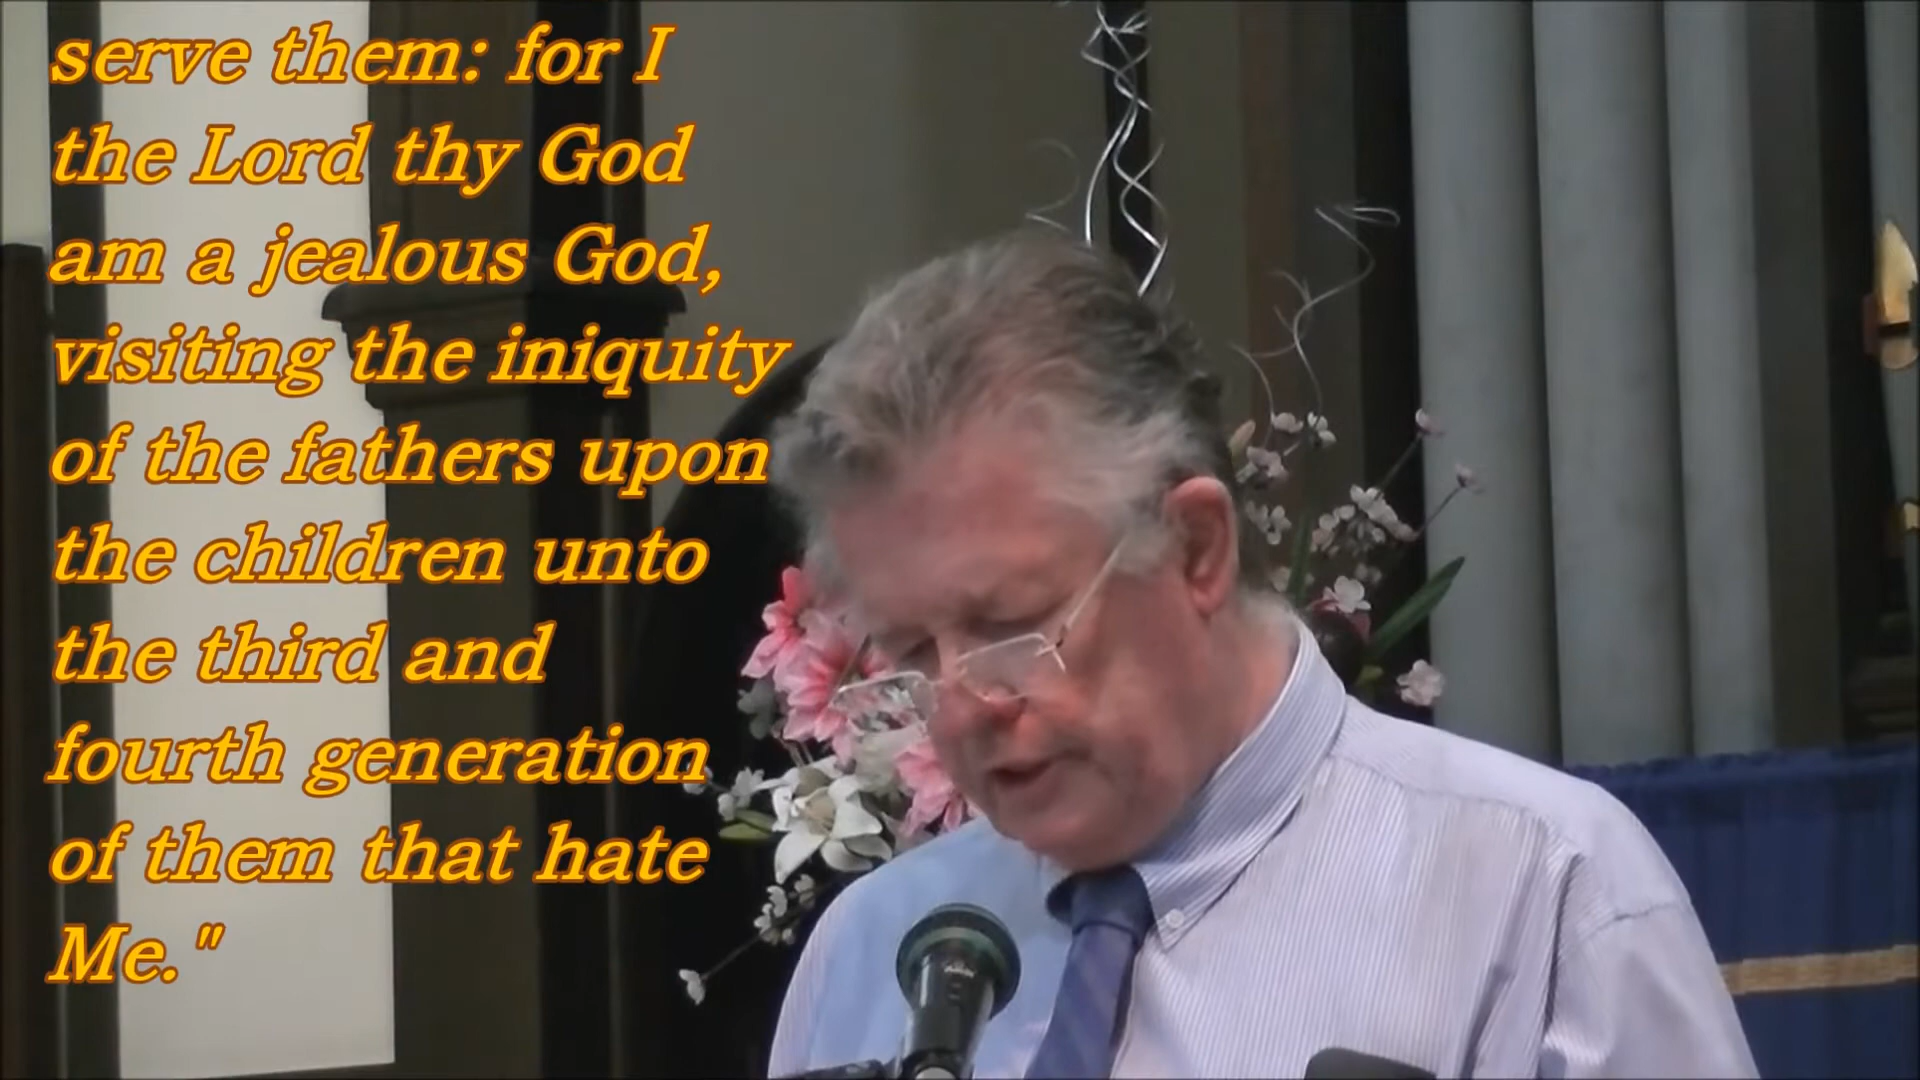 serve them: for I
the Lord thy God
am a jealous God,
visiting the iniquity
of the fathers upon
the children unto
the third and
fourth generation
of them that hate
Me."